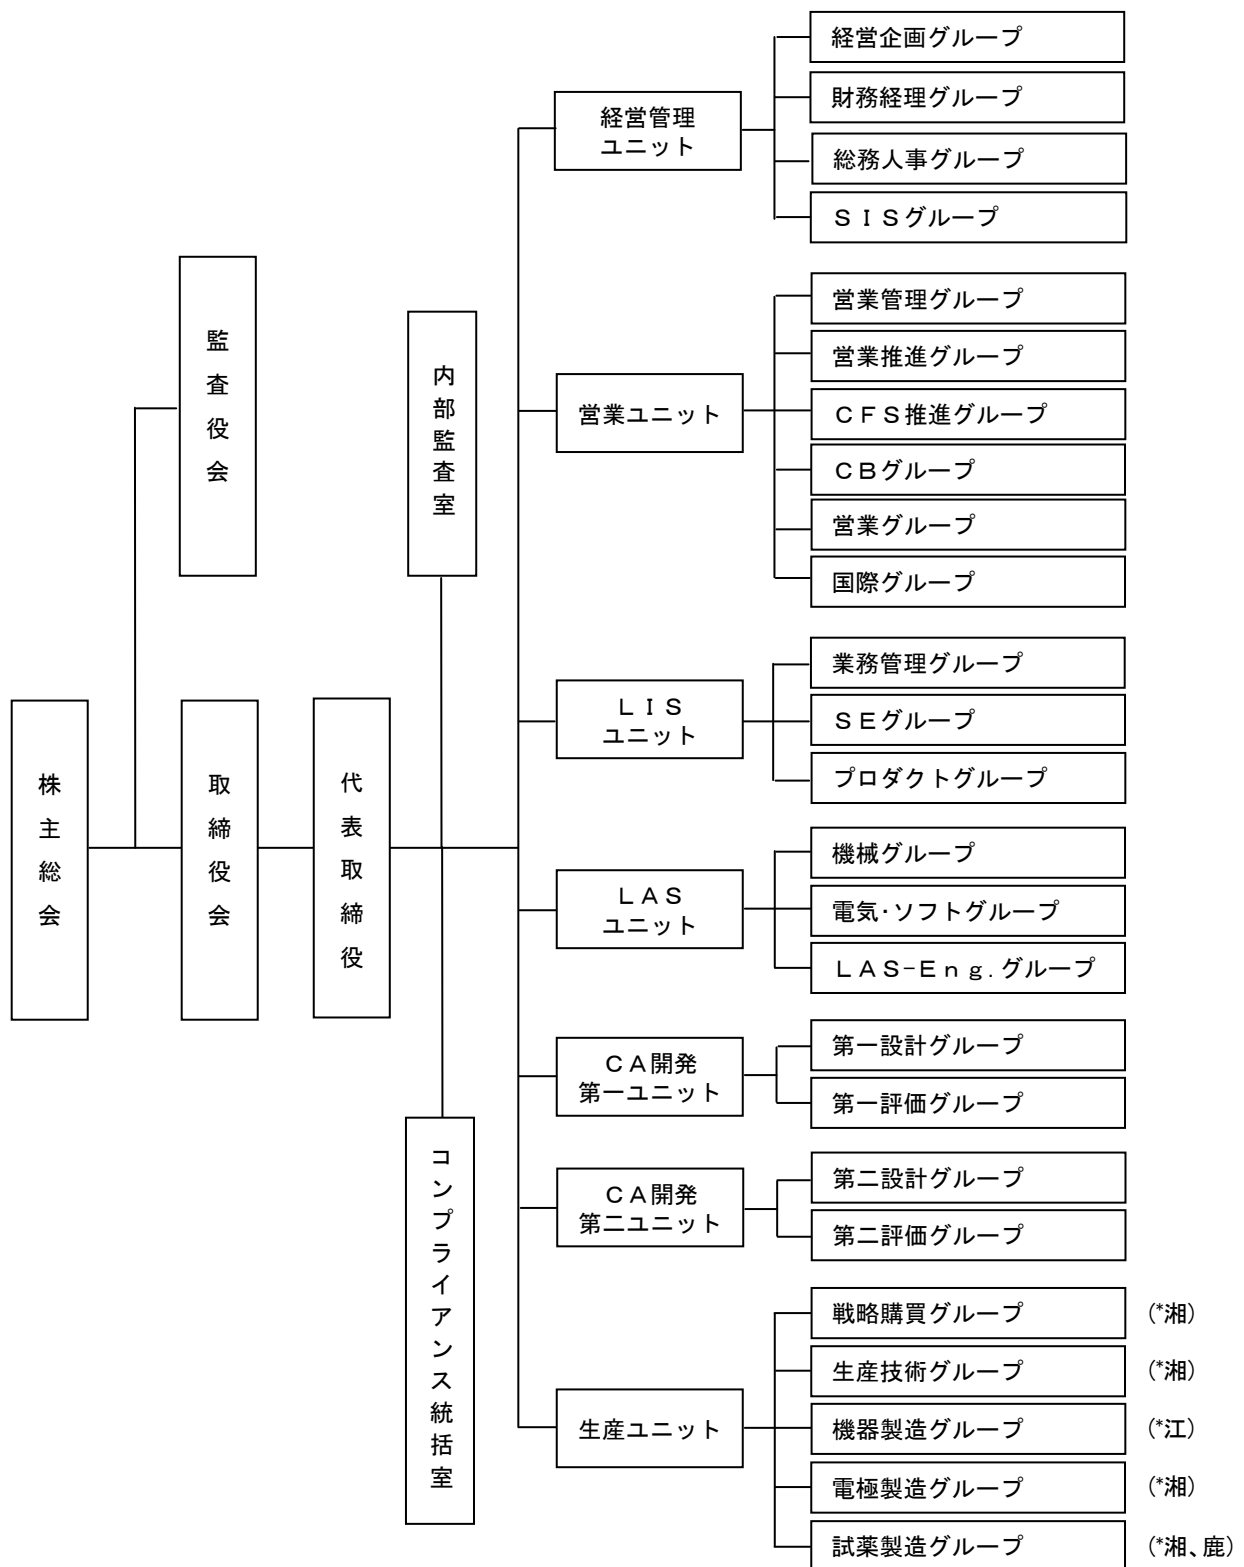 株主総会
監査役会
取締役会
代表取締役
内部監査室
コンプライアンス統括室
経営管理
ユニット
経営企画グループ
財務経理グループ
総務人事グループ
ＳＩＳグループ
営業ユニット
営業管理グループ
営業推進グループ
ＣＦＳ推進グループ
ＣＢグループ
営業グループ
国際グループ
ＬＩＳ
ユニット
業務管理グループ
ＳＥグループ
プロダクトグループ
ＬＡＳ
ユニット
機械グループ
電気･ソフトグループ
ＬＡＳ-Ｅｎｇ.グループ
ＣＡ開発
第一ユニット
第一設計グループ
第一評価グループ
ＣＡ開発
第二ユニット
第二設計グループ
第二評価グループ
生産ユニット
戦略購買グループ (*湘)
生産技術グループ (*湘)
機器製造グループ (*江)
電極製造グループ (*湘)
試薬製造グループ (*湘、鹿)